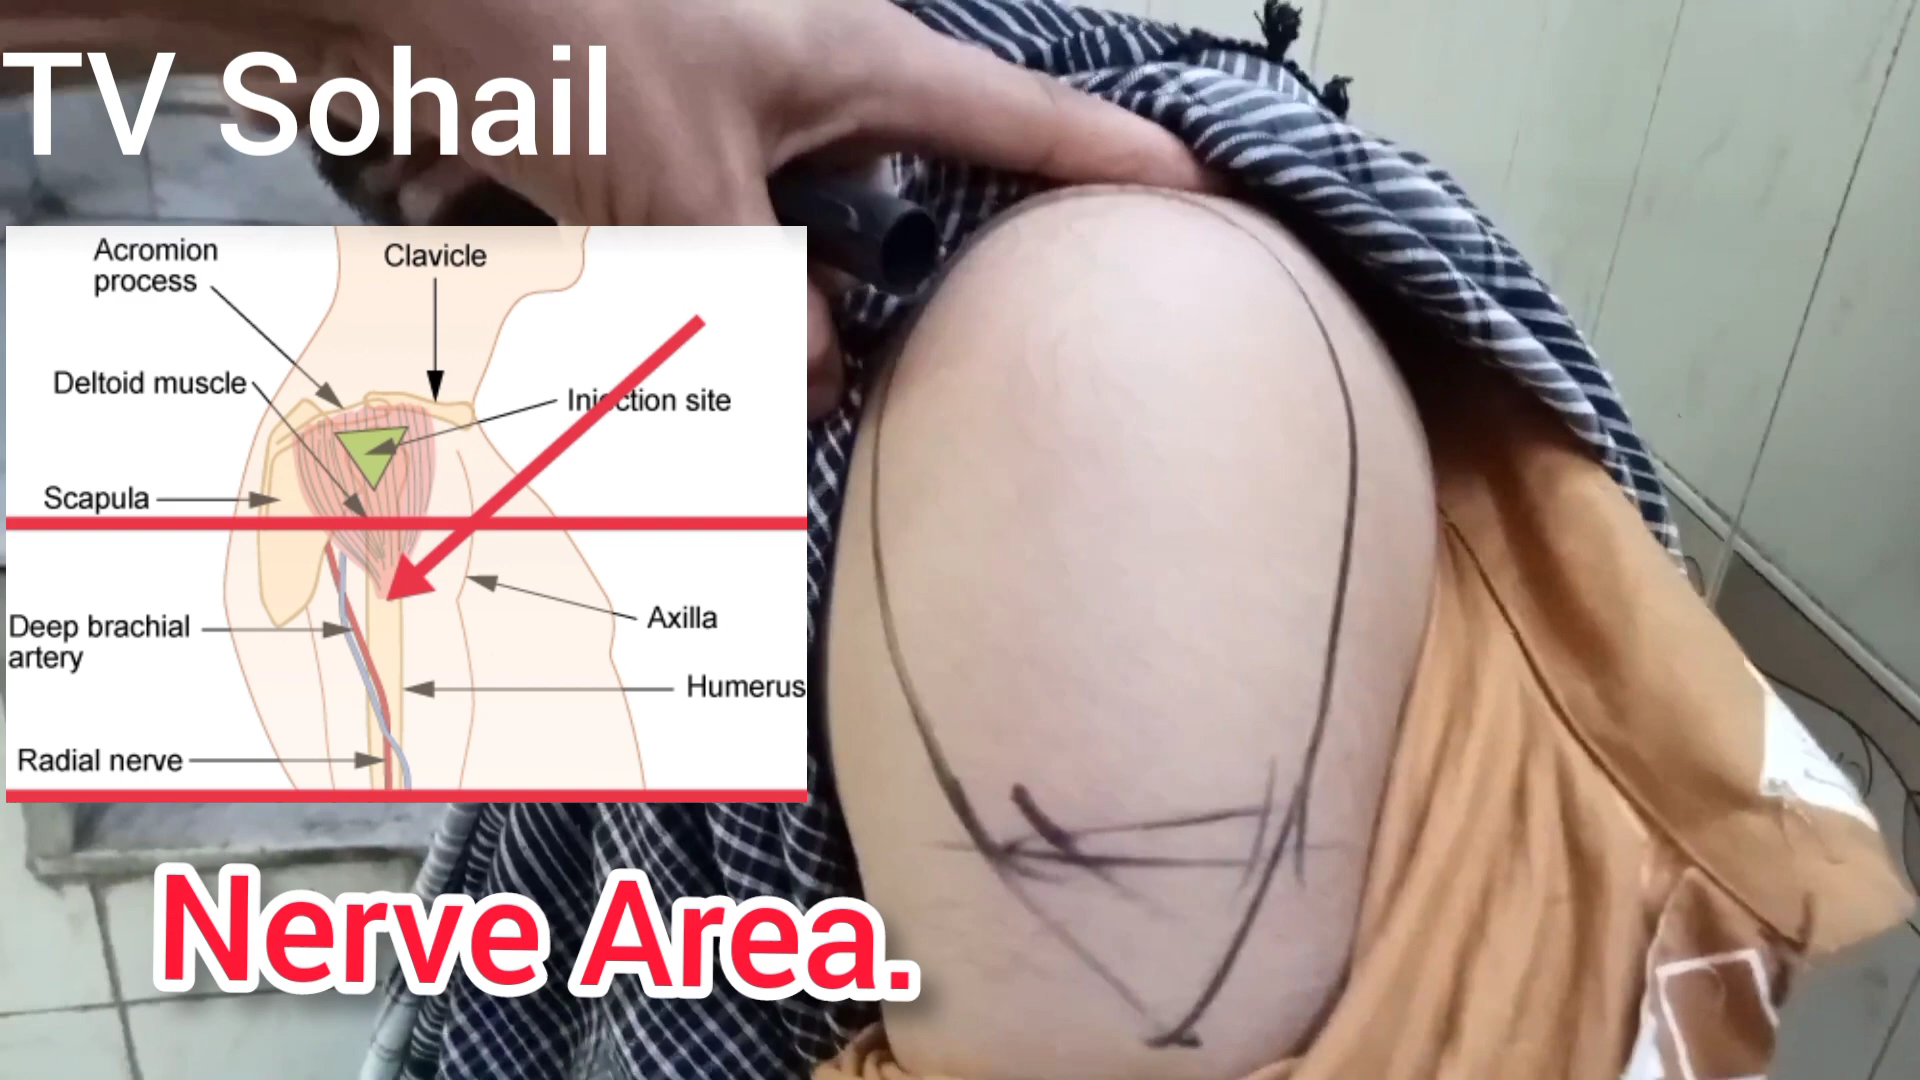 TV Sohail
Acromion
process
Clavicle
Deltoid muscle
Injection site
Scapula
Deep brachial
artery
Axilla
Humerus
Radial nerve
Nerve Area.